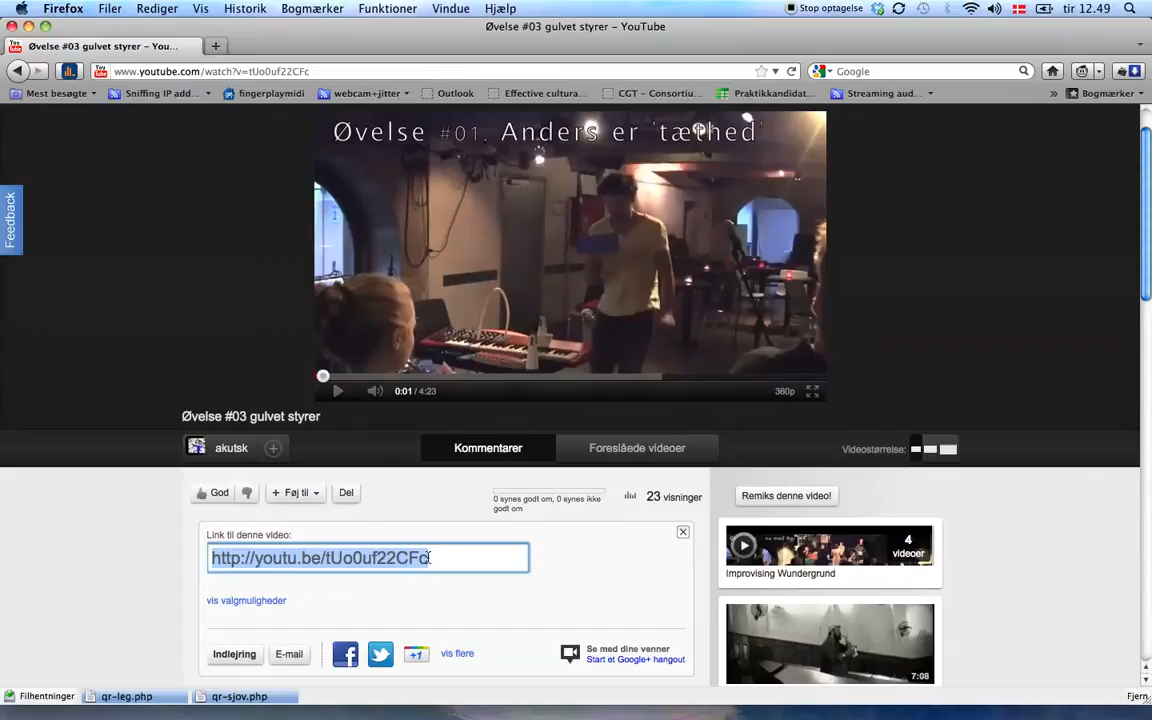 Firefox Filer Rediger Vis Historik Bogmærker Funktioner Vindue Hjælp Stop optagelse tir 12.49
Øvelse #03 gulvet styrer – YouTube
Øvelse #03 gulvet styrer – You...
www.youtube.com/watch?v=tUo0uf22CFc Google
Mest besøgte Sniffing IP add... fingerplaymidi webcam+jitter Outlook Effective cultura... CGT – Consortiu... Praktikkandidat... Streaming aud... Bogmærker
Øvelse #01. Anders er 'tæthed'
Feedback
0:01 / 4:23 360p
Øvelse #03 gulvet styrer
akutsk Kommentarer Foreslåede videoer Videostørrelse:
God Føj til Del 0 synes godt om, 0 synes ikke godt om 23 visninger Remiks denne video!
Link til denne video:
http://youtu.be/tUo0uf22CFc
4
videoer
Improvising Wundergrund
vis valgmuligheder
Indlejring E-mail +1 vis flere Se med dine venner
Start et Google+ hangout
7:08
Filhentninger qr-leg.php qr-sjov.php Fjern